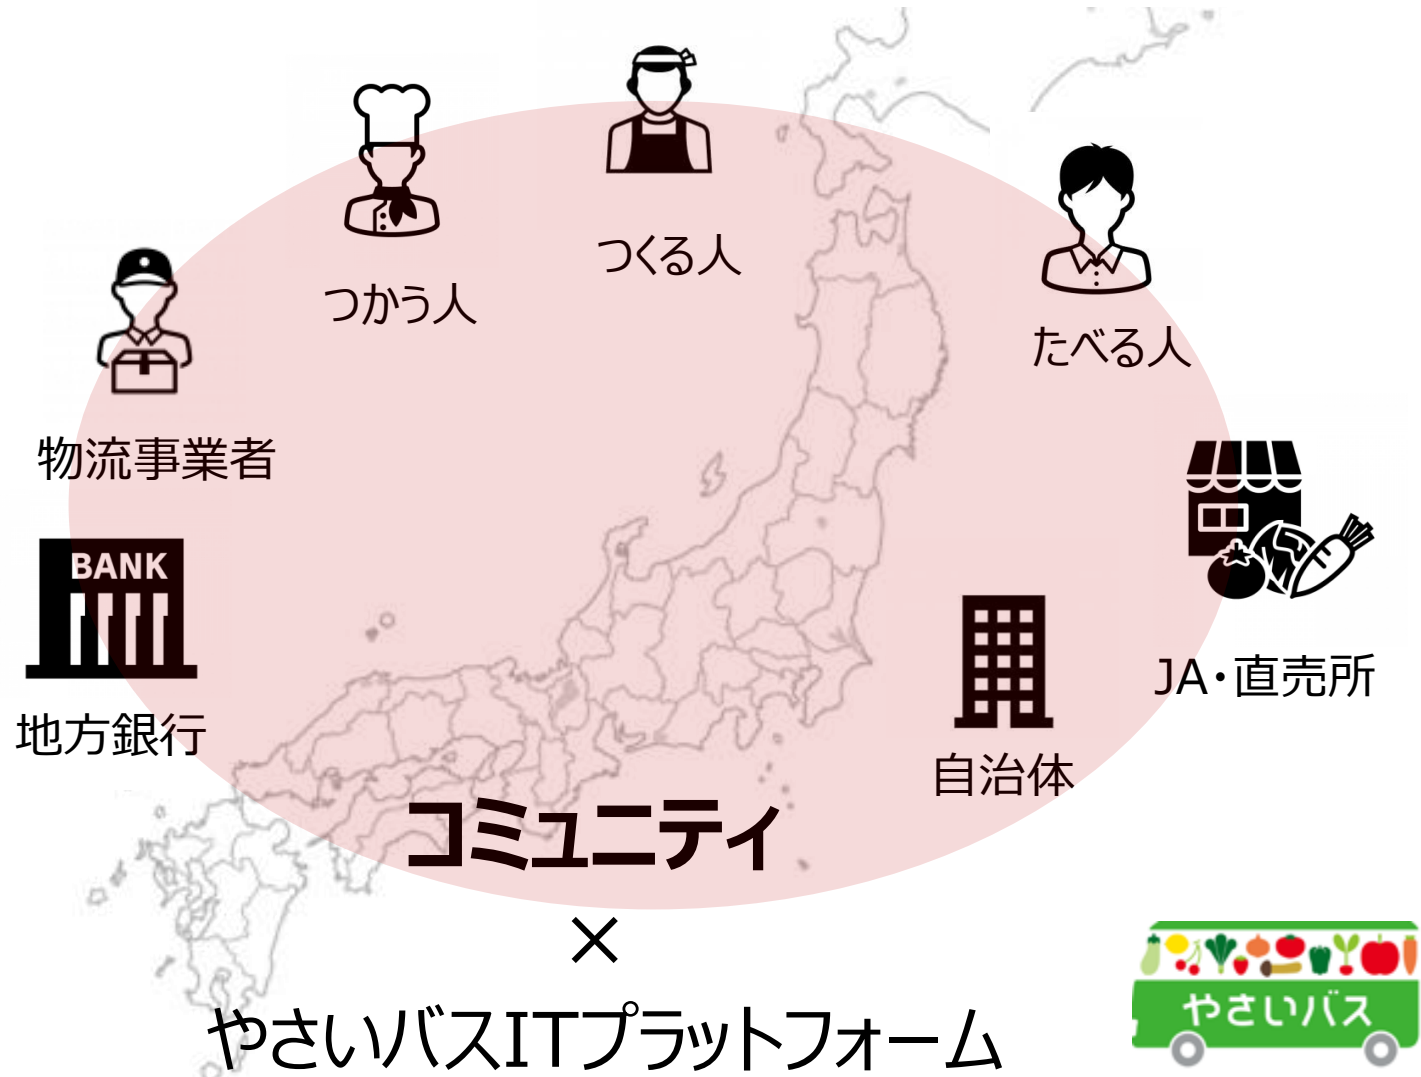 つくる人
つかう人
たべる人
物流事業者
BANK
地方銀行
JA・直売所
自治体
コミュニティ
×
やさいバスITプラットフォーム
やさいバス